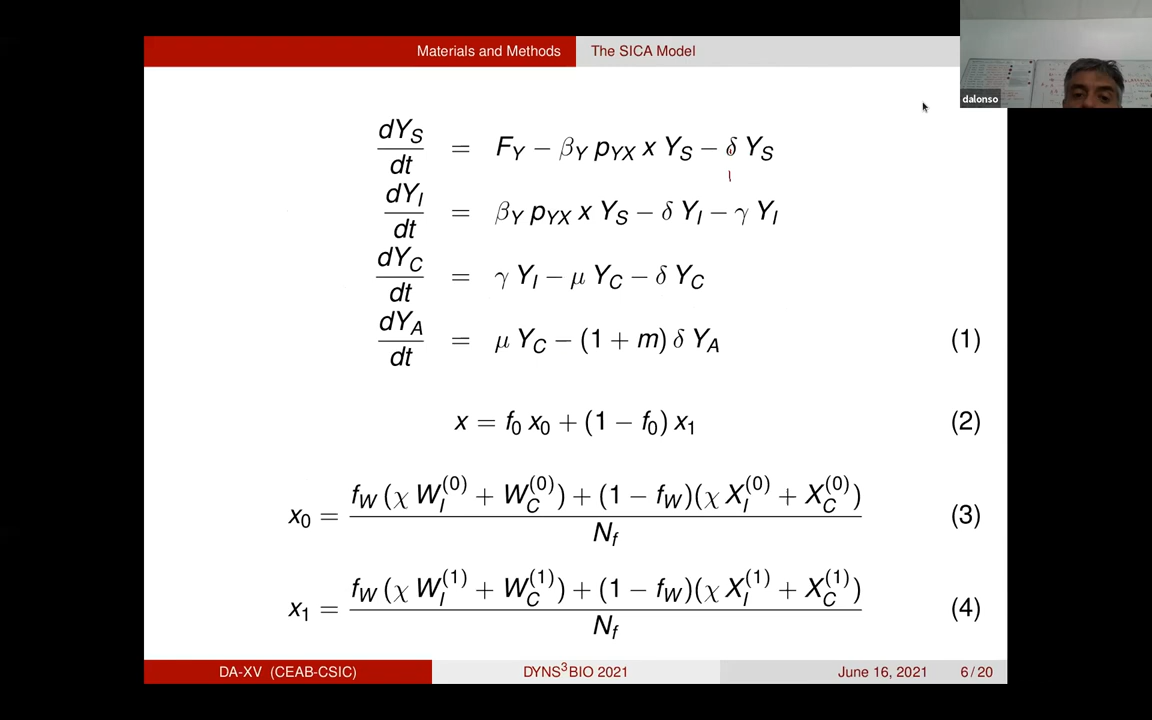 Materials and Methods The SICA Model
dalonso
dY_S/dt = F_Y − β_Y p_YX x Y_S − δ Y_S
dY_I/dt = β_Y p_YX x Y_S − δ Y_I − γ Y_I
dY_C/dt = γ Y_I − μ Y_C − δ Y_C
dY_A/dt = μ Y_C − (1 + m) δ Y_A (1)
x = f_0 x_0 + (1 − f_0) x_1 (2)
x_0 = f_W (χ W_I^(0) + W_C^(0)) + (1 − f_W)(χ X_I^(0) + X_C^(0)) / N_f (3)
x_1 = f_W (χ W_I^(1) + W_C^(1)) + (1 − f_W)(χ X_I^(1) + X_C^(1)) / N_f (4)
DA-XV (CEAB-CSIC) DYNS³BIO 2021 June 16, 2021 6 / 20